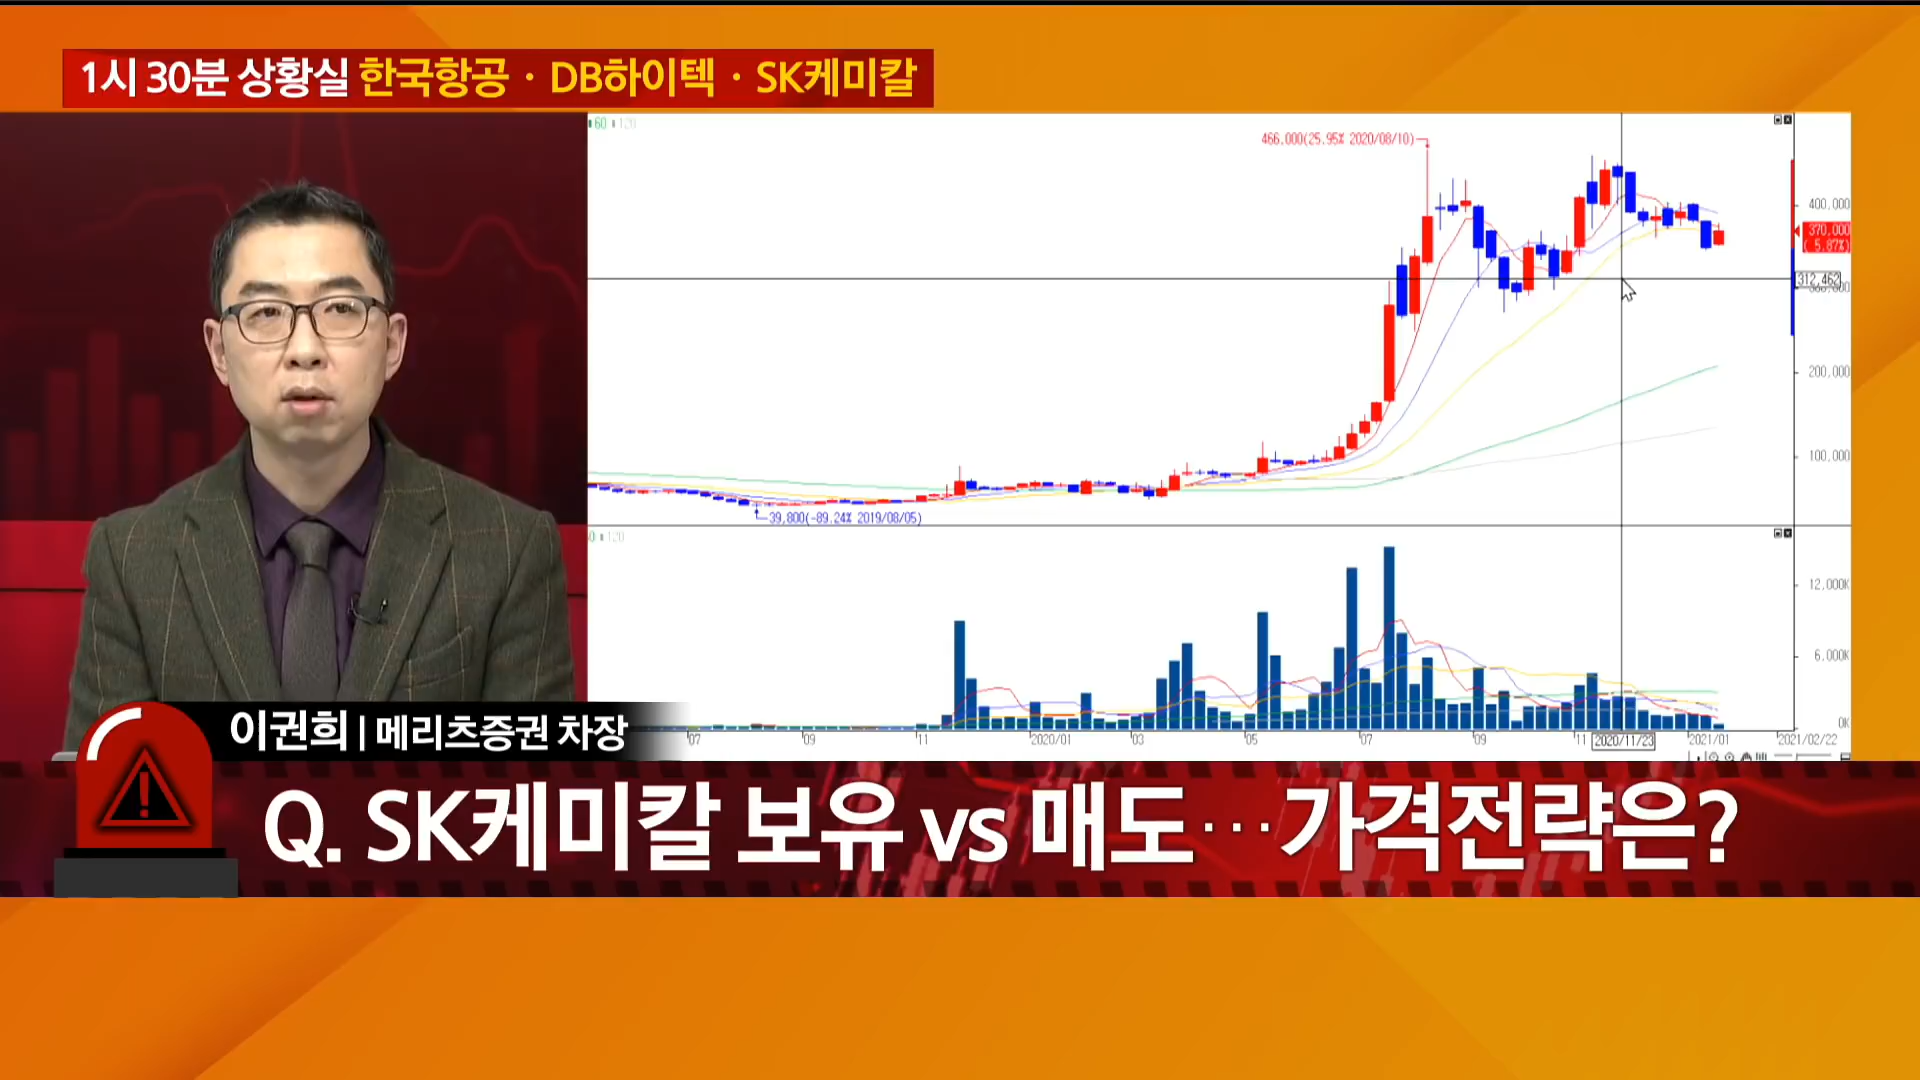 1시 30분 상황실 한국항공 · DB하이텍 · SK케미칼
60 120
466,000(25.95% 2020/08/10)
400,000
370,000
( 5.87%)
312,462
200,000
100,000
39,800(-89.24% 2019/08/05)
120
12,000K
6,000K
0K
07 09 11 2020/01 03 05 07 09 11 2020/11/23 2021/01 2021/02/22
이권희 | 메리츠증권 차장
Q. SK케미칼 보유 vs 매도…가격전략은?